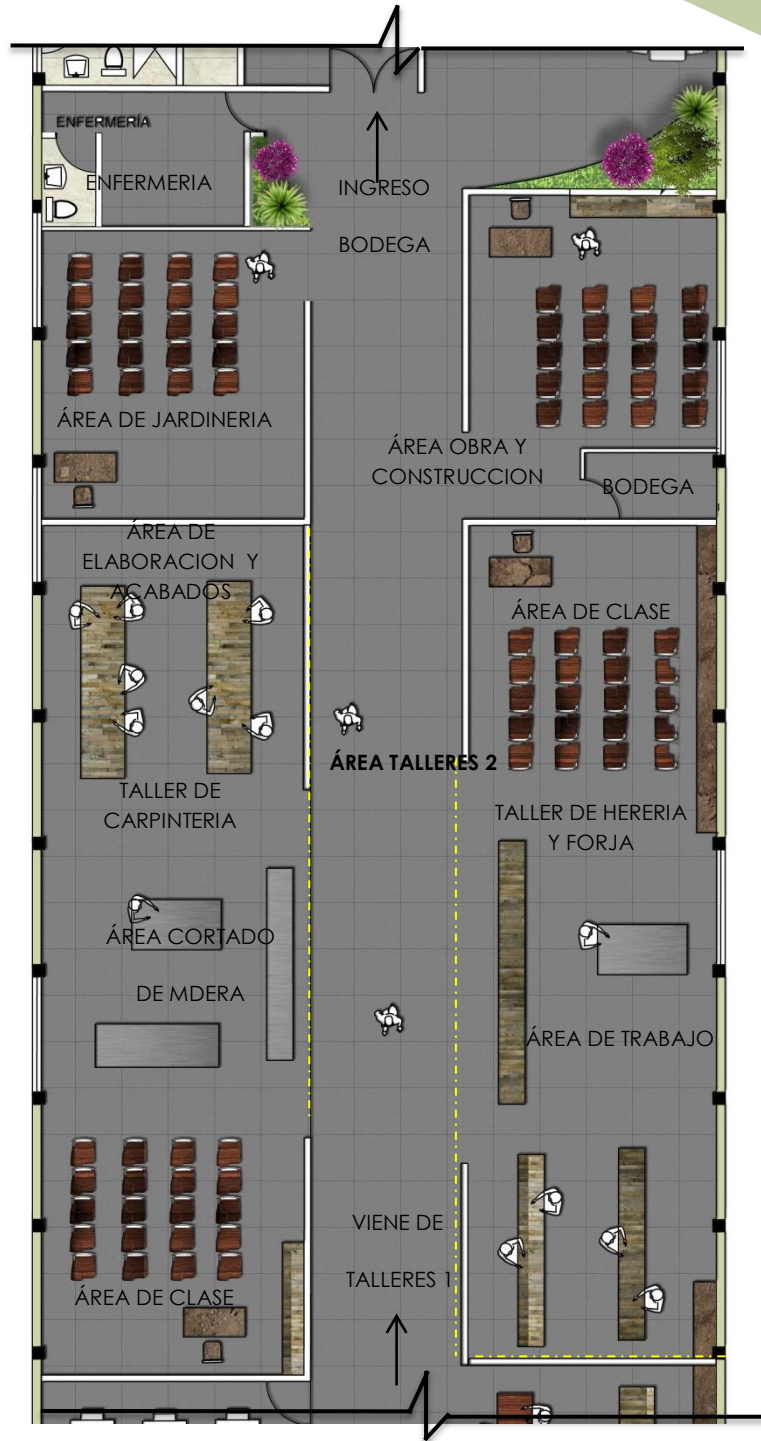 ENFERMERÍA
ENFERMERIA
INGRESO
BODEGA
ÁREA DE JARDINERIA
ÁREA OBRA Y
CONSTRUCCION
BODEGA
ÁREA DE
ELABORACION Y
ACABADOS
ÁREA DE CLASE
ÁREA TALLERES 2
TALLER DE
CARPINTERIA
TALLER DE HERERIA
Y FORJA
ÁREA CORTADO
DE MDERA
ÁREA DE TRABAJO
VIENE DE
TALLERES 1
ÁREA DE CLASE